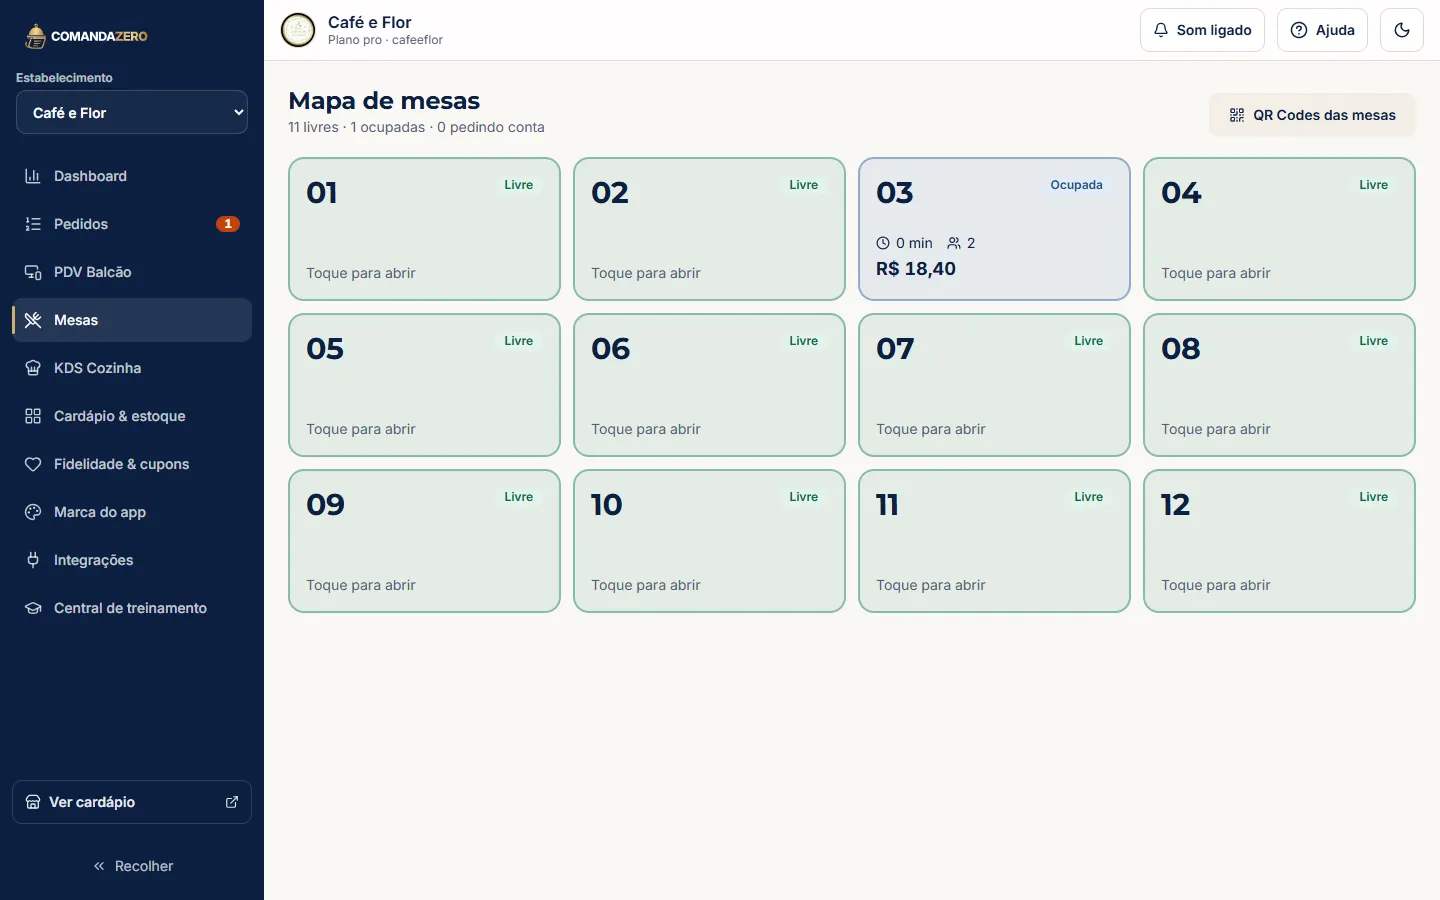 COMANDAZERO
Estabelecimento
Café e Flor
Dashboard
Pedidos 1
PDV Balcão
Mesas
KDS Cozinha
Cardápio & estoque
Fidelidade & cupons
Marca do app
Integrações
Central de treinamento
Ver cardápio
Recolher
Café e Flor
Plano pro · cafeeflor
Som ligado
Ajuda
Mapa de mesas
11 livres · 1 ocupadas · 0 pedindo conta
QR Codes das mesas
01 Livre
Toque para abrir
02 Livre
Toque para abrir
03 Ocupada
0 min 2
R$ 18,40
04 Livre
Toque para abrir
05 Livre
Toque para abrir
06 Livre
Toque para abrir
07 Livre
Toque para abrir
08 Livre
Toque para abrir
09 Livre
Toque para abrir
10 Livre
Toque para abrir
11 Livre
Toque para abrir
12 Livre
Toque para abrir